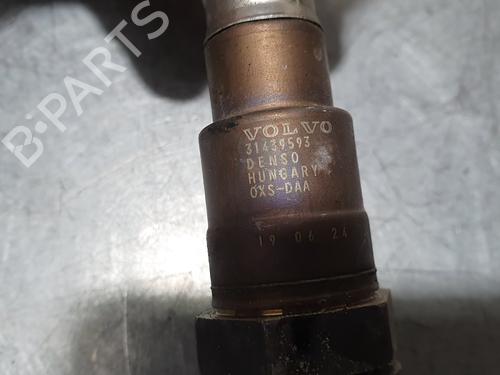 VOLVO
31439593
DENSO
HUNGARY
OXS-DAA
19 06 24
B-PARTS